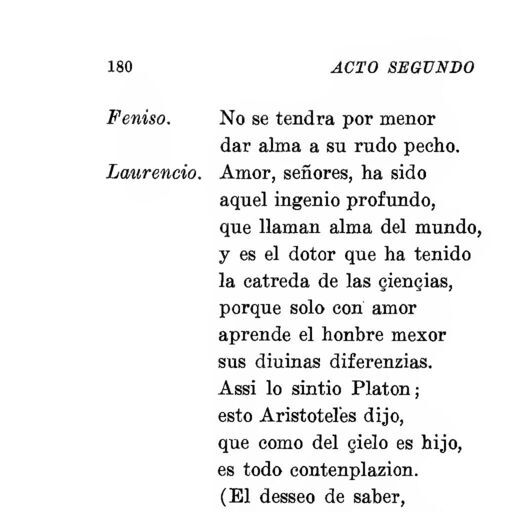 180 ACTO SEGUNDO
Feniso. No se tendra por menor
dar alma a su rudo pecho.
Laurencio. Amor, señores, ha sido
aquel ingenio profundo,
que llaman alma del mundo,
y es el dotor que ha tenido
la catreda de las çiençias,
porque solo con amor
aprende el honbre mexor
sus diuinas diferenzias.
Assi lo sintio Platon;
esto Aristoteles dijo,
que como del çielo es hijo,
es todo contenplazion.
(El desseo de saber,